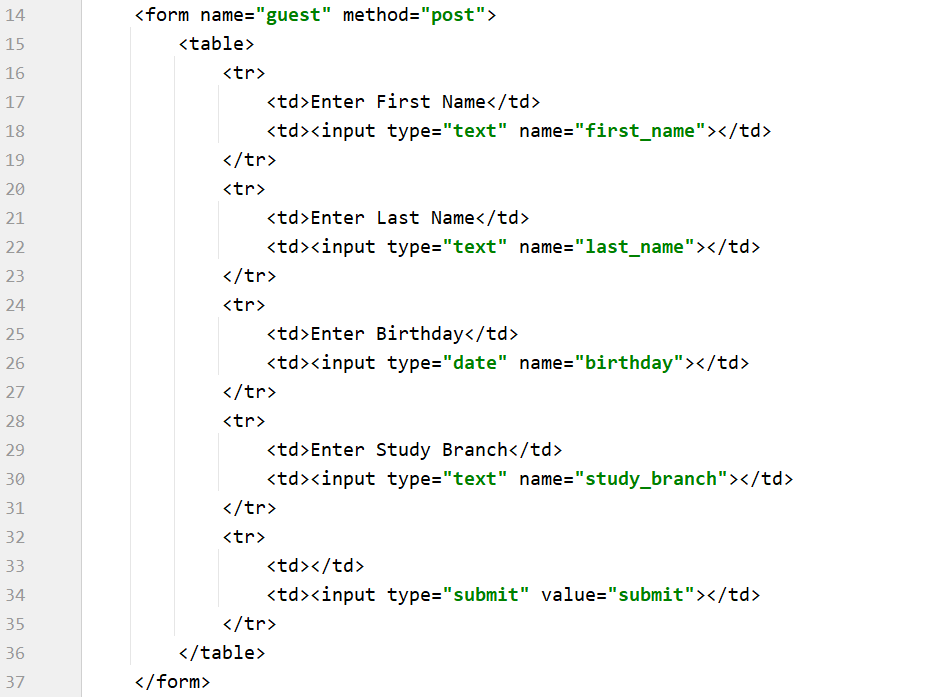 14 <form name="guest" method="post">
15 <table>
16 <tr>
17 <td>Enter First Name</td>
18 <td><input type="text" name="first_name"></td>
19 </tr>
20 <tr>
21 <td>Enter Last Name</td>
22 <td><input type="text" name="last_name"></td>
23 </tr>
24 <tr>
25 <td>Enter Birthday</td>
26 <td><input type="date" name="birthday"></td>
27 </tr>
28 <tr>
29 <td>Enter Study Branch</td>
30 <td><input type="text" name="study_branch"></td>
31 </tr>
32 <tr>
33 <td></td>
34 <td><input type="submit" value="submit"></td>
35 </tr>
36 </table>
37 </form>